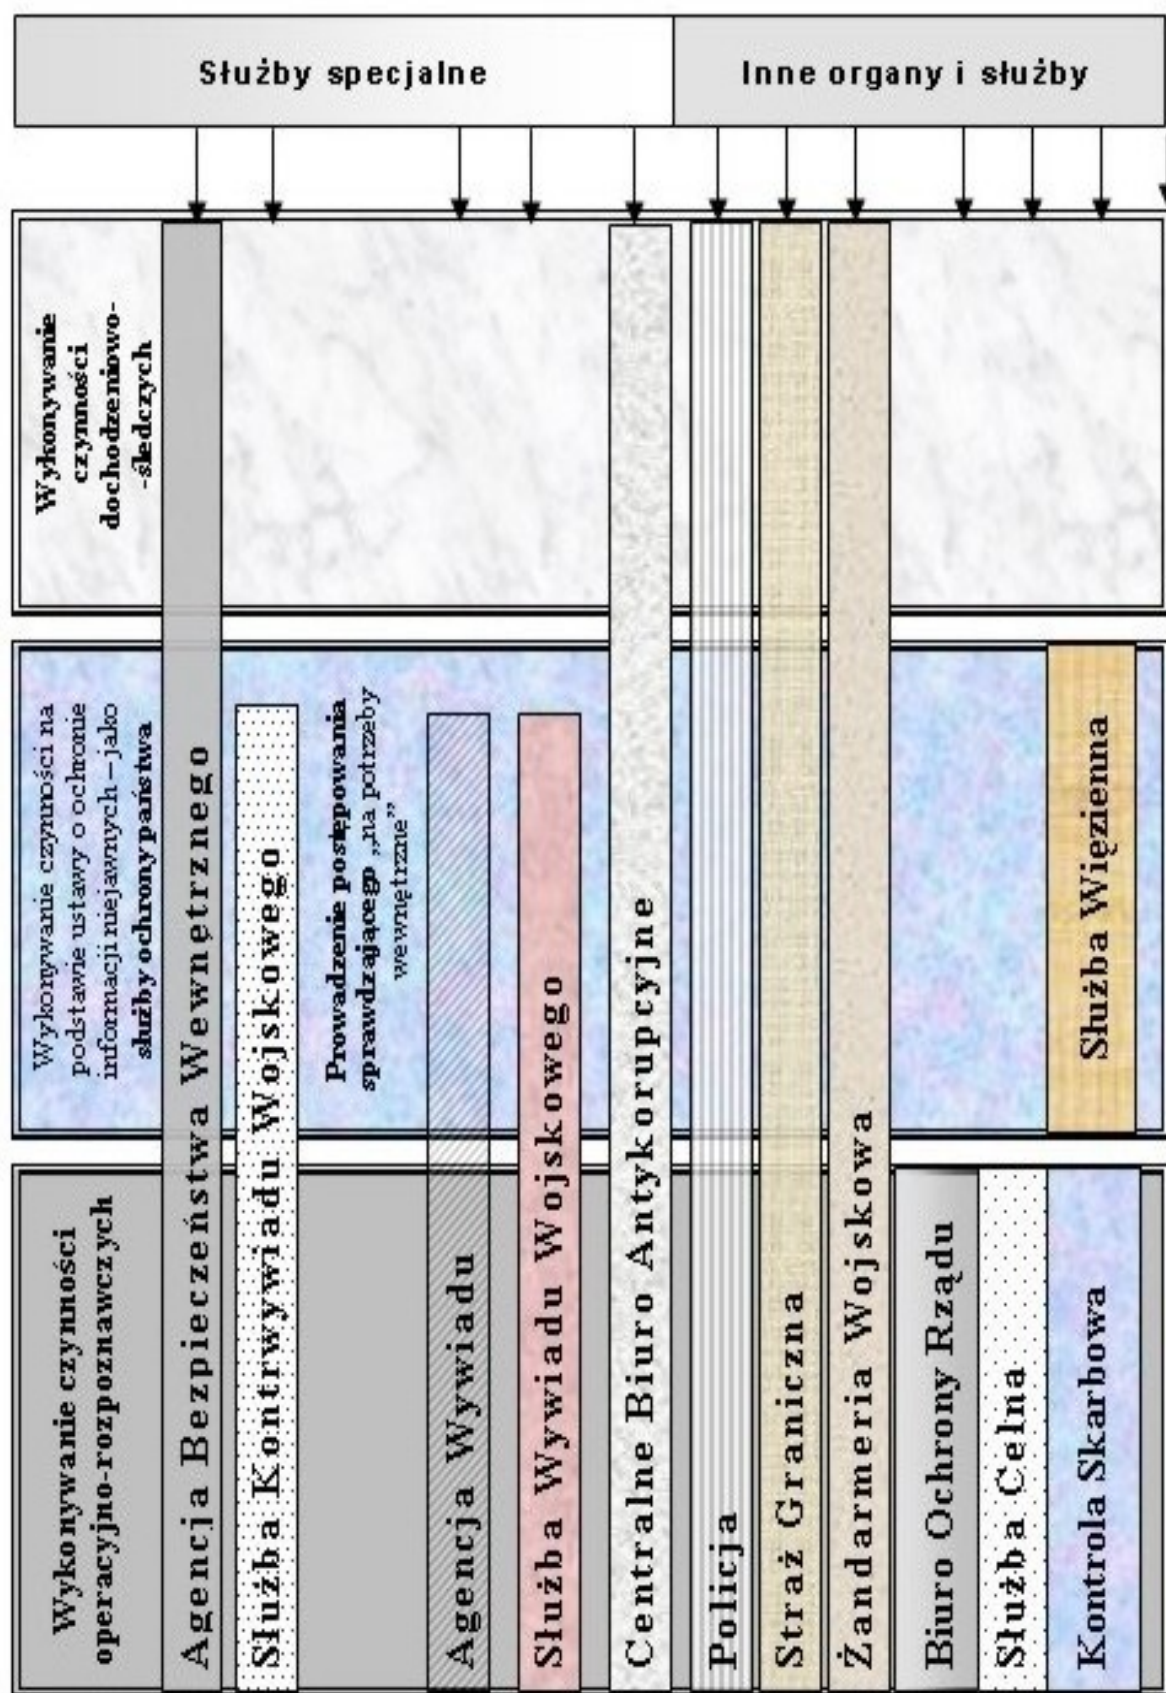 Służby specjalne
Inne organy i służby
Wykonywanie
czynności
dochodzeniowo-
-śledczych
Wykonywanie czynności na
podstawie ustawy o ochronie
informacji niejawnych – jako
służby ochrony państwa
Prowadzenie postępowania
sprawdzającego „na potrzeby
wewnętrzne”
Wykonywanie czynności
operacyjno-rozpoznawczych
Agencja Bezpieczeństwa Wewnętrznego
Służba Kontrwywiadu Wojskowego
Agencja Wywiadu
Służba Wywiadu Wojskowego
Centralne Biuro Antykorupcyjne
Policja
Straż Graniczna
Żandarmeria Wojskowa
Biuro Ochrony Rządu
Służba Celna
Służba Więzienna
Kontrola Skarbowa